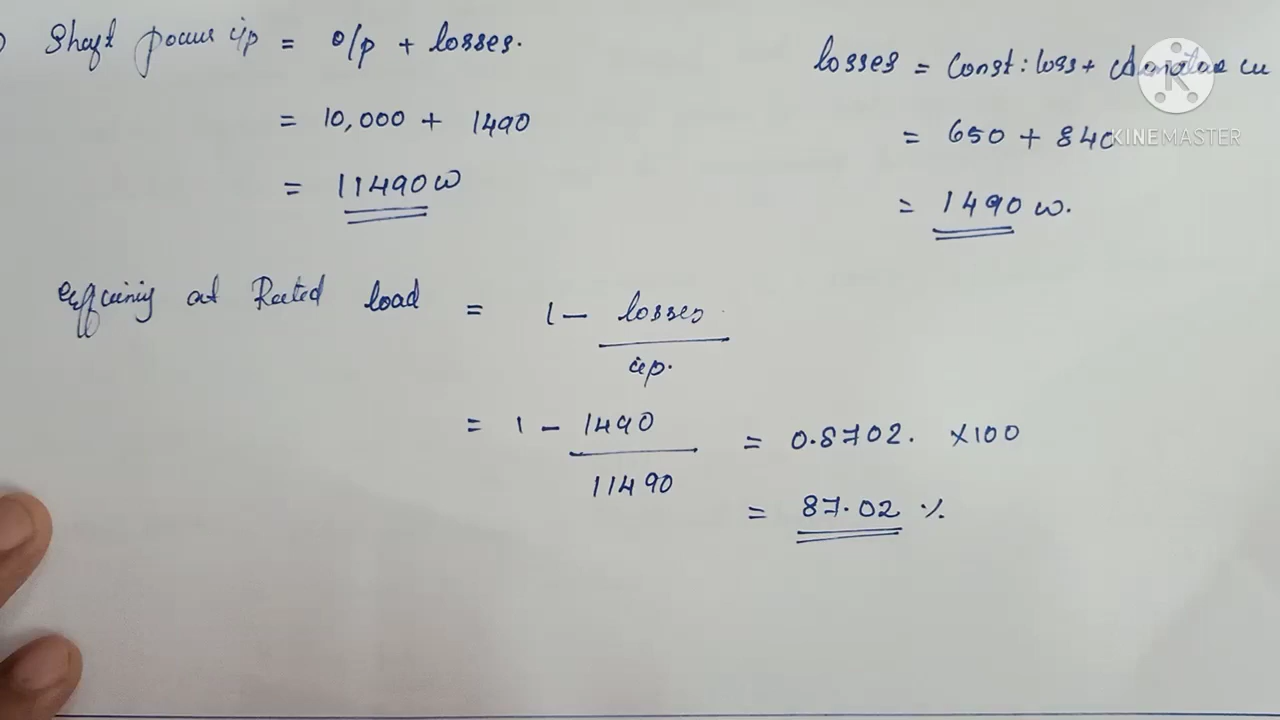 Shaft power i/p = o/p + losses.
= 10,000 + 1490
= 11490 W
losses = Const: loss + Armature cu
= 650 + 840
= 1490 W.
KINEMASTER
efficiency at Rated load = 1 - losses / i/p.
= 1 - 1490 / 11490 = 0.8702. ×100
= 87.02 %